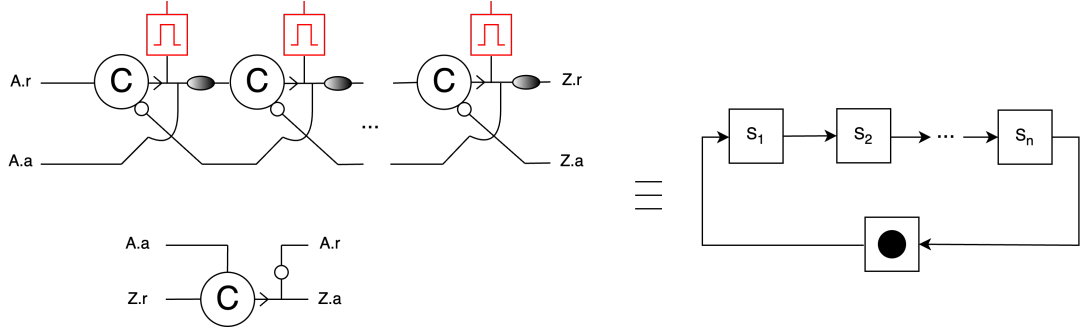 A.r C C C Z.r
A.a ... Z.a
S₁ S₂ ... Sₙ
A.a A.r
Z.r C Z.a